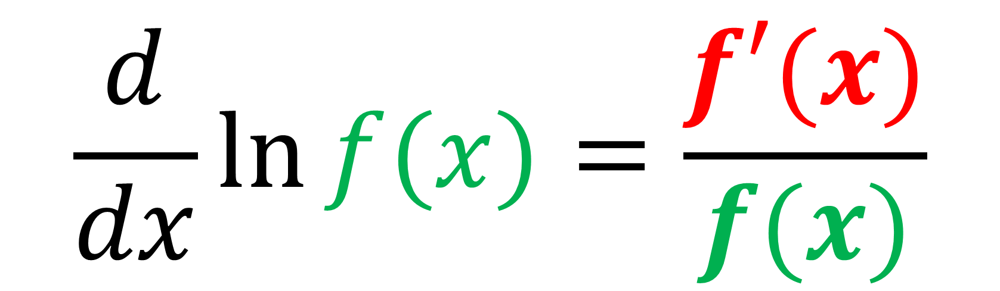 d/dx ln f(x) = f′(x)/f(x)